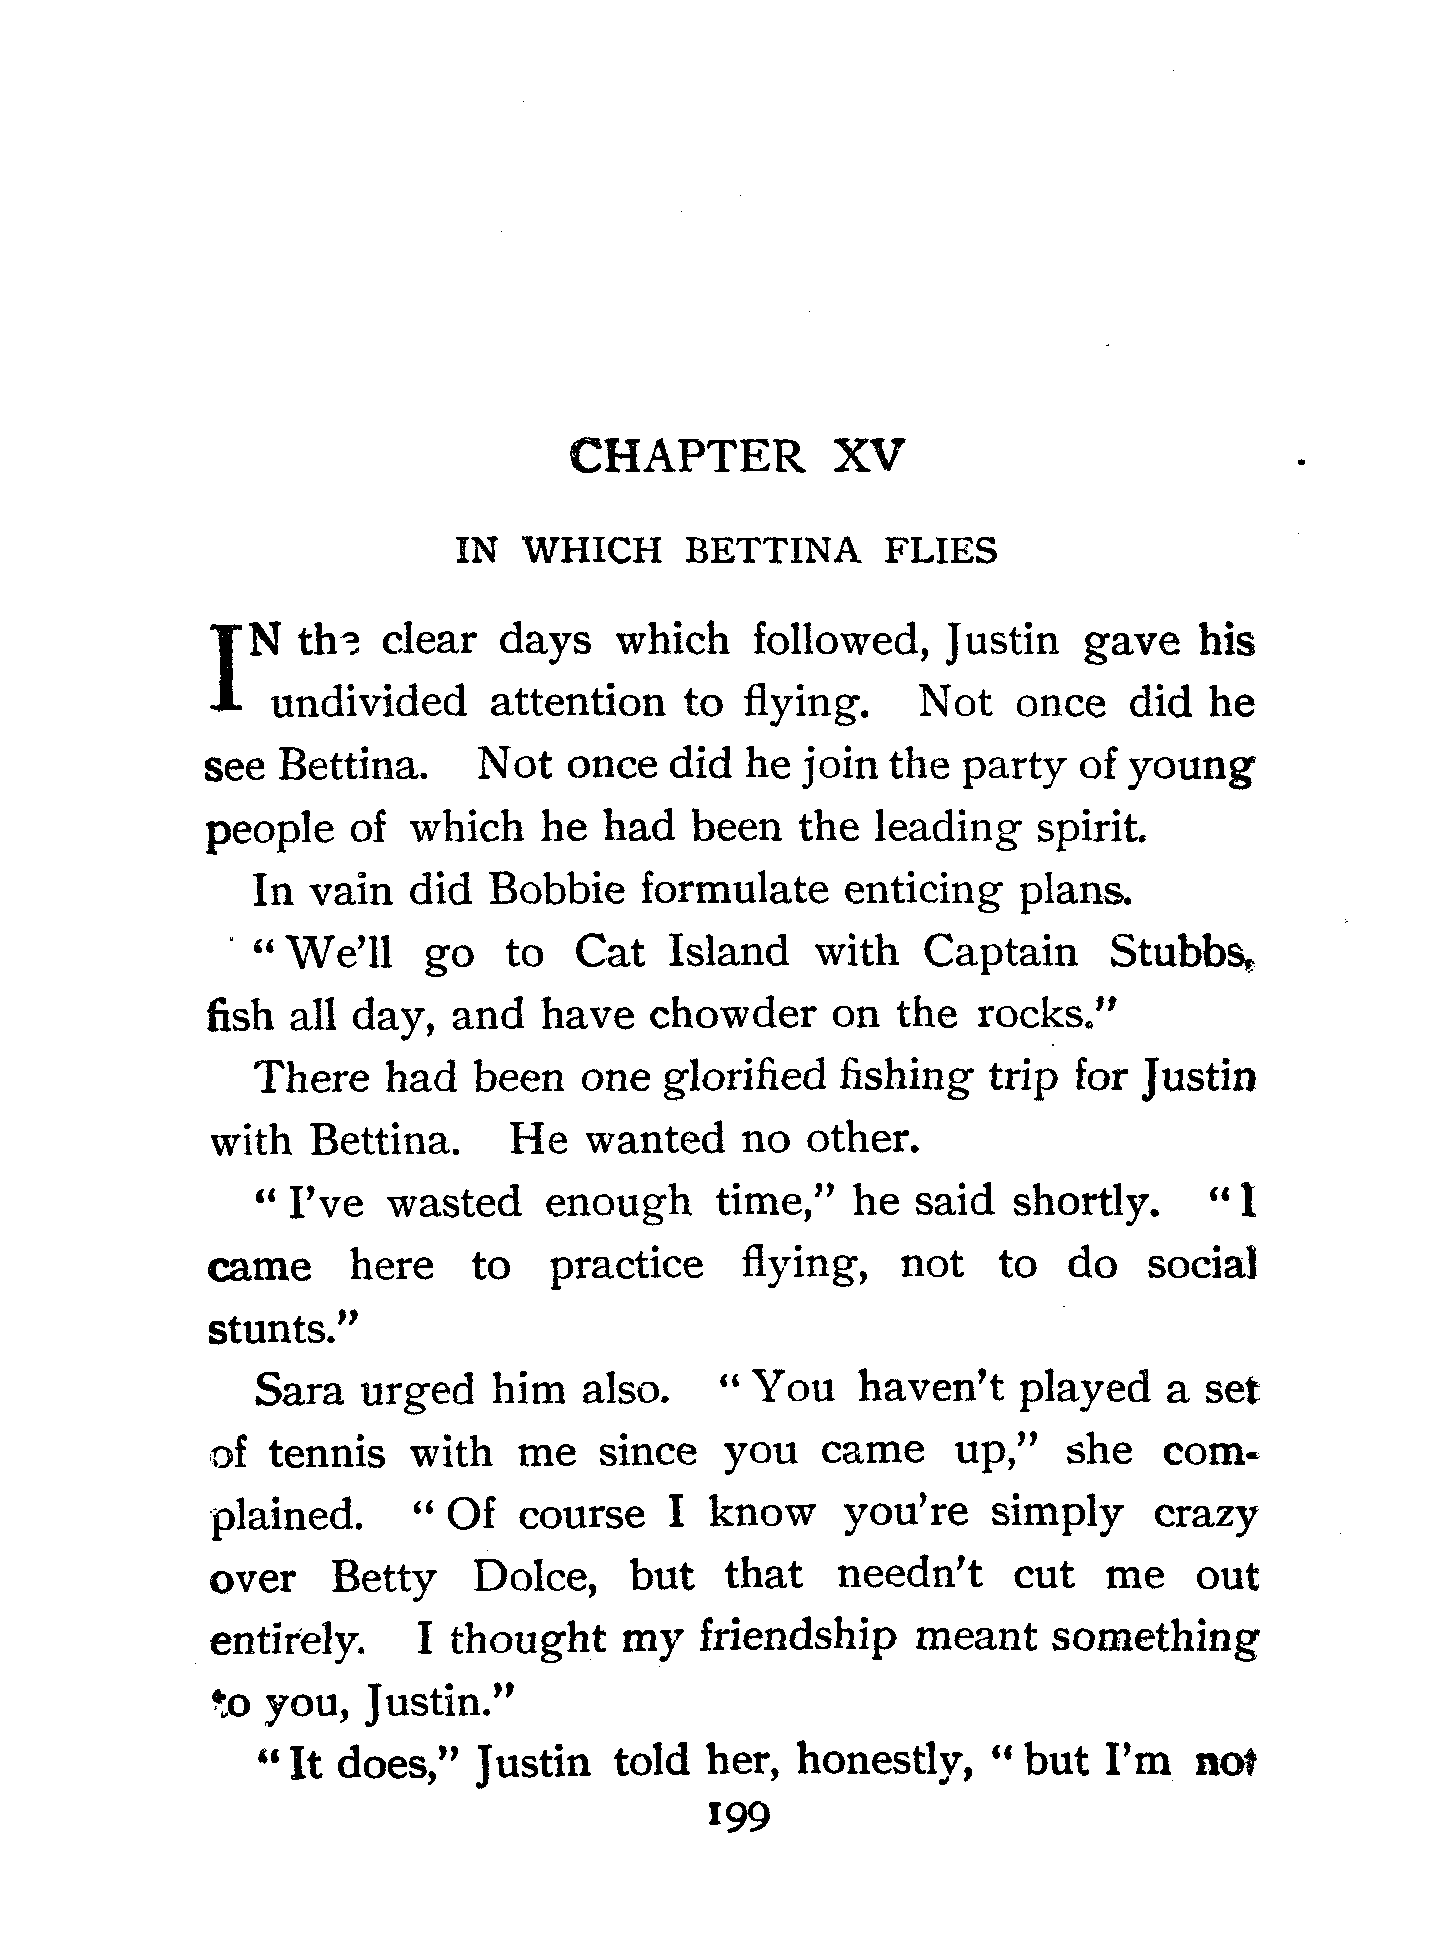 CHAPTER XV
IN WHICH BETTINA FLIES
IN the clear days which followed, Justin gave his
undivided attention to flying. Not once did he
see Bettina. Not once did he join the party of young
people of which he had been the leading spirit.
In vain did Bobbie formulate enticing plans.
"We'll go to Cat Island with Captain Stubbs,
fish all day, and have chowder on the rocks."
There had been one glorified fishing trip for Justin
with Bettina. He wanted no other.
"I've wasted enough time," he said shortly. "I
came here to practice flying, not to do social
stunts."
Sara urged him also. "You haven't played a set
of tennis with me since you came up," she com-
plained. "Of course I know you're simply crazy
over Betty Dolce, but that needn't cut me out
entirely. I thought my friendship meant something
to you, Justin."
"It does," Justin told her, honestly, "but I'm not
199